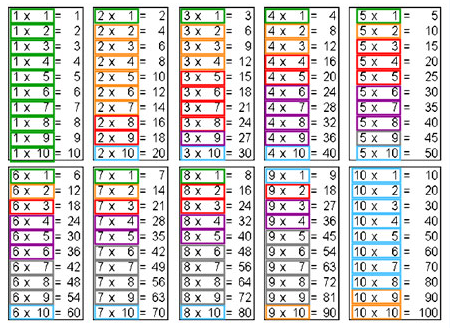 1 x 1 = 1
1 x 2 = 2
1 x 3 = 3
1 x 4 = 4
1 x 5 = 5
1 x 6 = 6
1 x 7 = 7
1 x 8 = 8
1 x 9 = 9
1 x 10 = 10
2 x 1 = 2
2 x 2 = 4
2 x 3 = 6
2 x 4 = 8
2 x 5 = 10
2 x 6 = 12
2 x 7 = 14
2 x 8 = 16
2 x 9 = 18
2 x 10 = 20
3 x 1 = 3
3 x 2 = 6
3 x 3 = 9
3 x 4 = 12
3 x 5 = 15
3 x 6 = 18
3 x 7 = 21
3 x 8 = 24
3 x 9 = 27
3 x 10 = 30
4 x 1 = 4
4 x 2 = 8
4 x 3 = 12
4 x 4 = 16
4 x 5 = 20
4 x 6 = 24
4 x 7 = 28
4 x 8 = 32
4 x 9 = 36
4 x 10 = 40
5 x 1 = 5
5 x 2 = 10
5 x 3 = 15
5 x 4 = 20
5 x 5 = 25
5 x 6 = 30
5 x 7 = 35
5 x 8 = 40
5 x 9 = 45
5 x 10 = 50
6 x 1 = 6
6 x 2 = 12
6 x 3 = 18
6 x 4 = 24
6 x 5 = 30
6 x 6 = 36
6 x 7 = 42
6 x 8 = 48
6 x 9 = 54
6 x 10 = 60
7 x 1 = 7
7 x 2 = 14
7 x 3 = 21
7 x 4 = 28
7 x 5 = 35
7 x 6 = 42
7 x 7 = 49
7 x 8 = 56
7 x 9 = 63
7 x 10 = 70
8 x 1 = 8
8 x 2 = 16
8 x 3 = 24
8 x 4 = 32
8 x 5 = 40
8 x 6 = 48
8 x 7 = 56
8 x 8 = 64
8 x 9 = 72
8 x 10 = 80
9 x 1 = 9
9 x 2 = 18
9 x 3 = 27
9 x 4 = 36
9 x 5 = 45
9 x 6 = 54
9 x 7 = 63
9 x 8 = 72
9 x 9 = 81
9 x 10 = 90
10 x 1 = 10
10 x 2 = 20
10 x 3 = 30
10 x 4 = 40
10 x 5 = 50
10 x 6 = 60
10 x 7 = 70
10 x 8 = 80
10 x 9 = 90
10 x 10 = 100